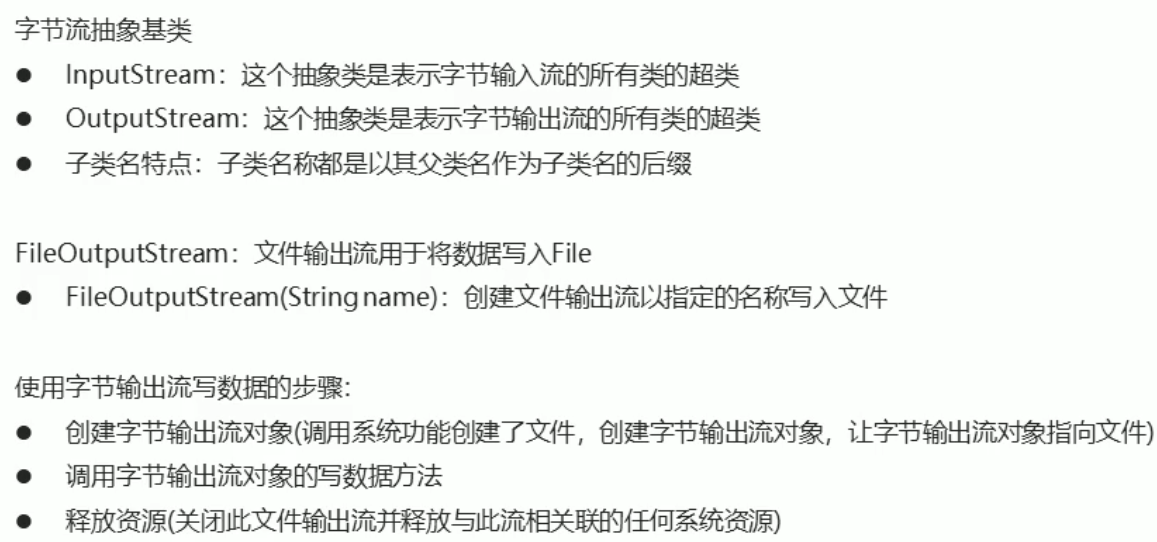 字节流抽象基类
● InputStream：这个抽象类是表示字节输入流的所有类的超类
● OutputStream：这个抽象类是表示字节输出流的所有类的超类
● 子类名特点：子类名称都是以其父类名作为子类名的后缀
FileOutputStream：文件输出流用于将数据写入File
● FileOutputStream(String name)：创建文件输出流以指定的名称写入文件
使用字节输出流写数据的步骤:
● 创建字节输出流对象(调用系统功能创建了文件，创建字节输出流对象，让字节输出流对象指向文件)
● 调用字节输出流对象的写数据方法
● 释放资源(关闭此文件输出流并释放与此流相关联的任何系统资源)